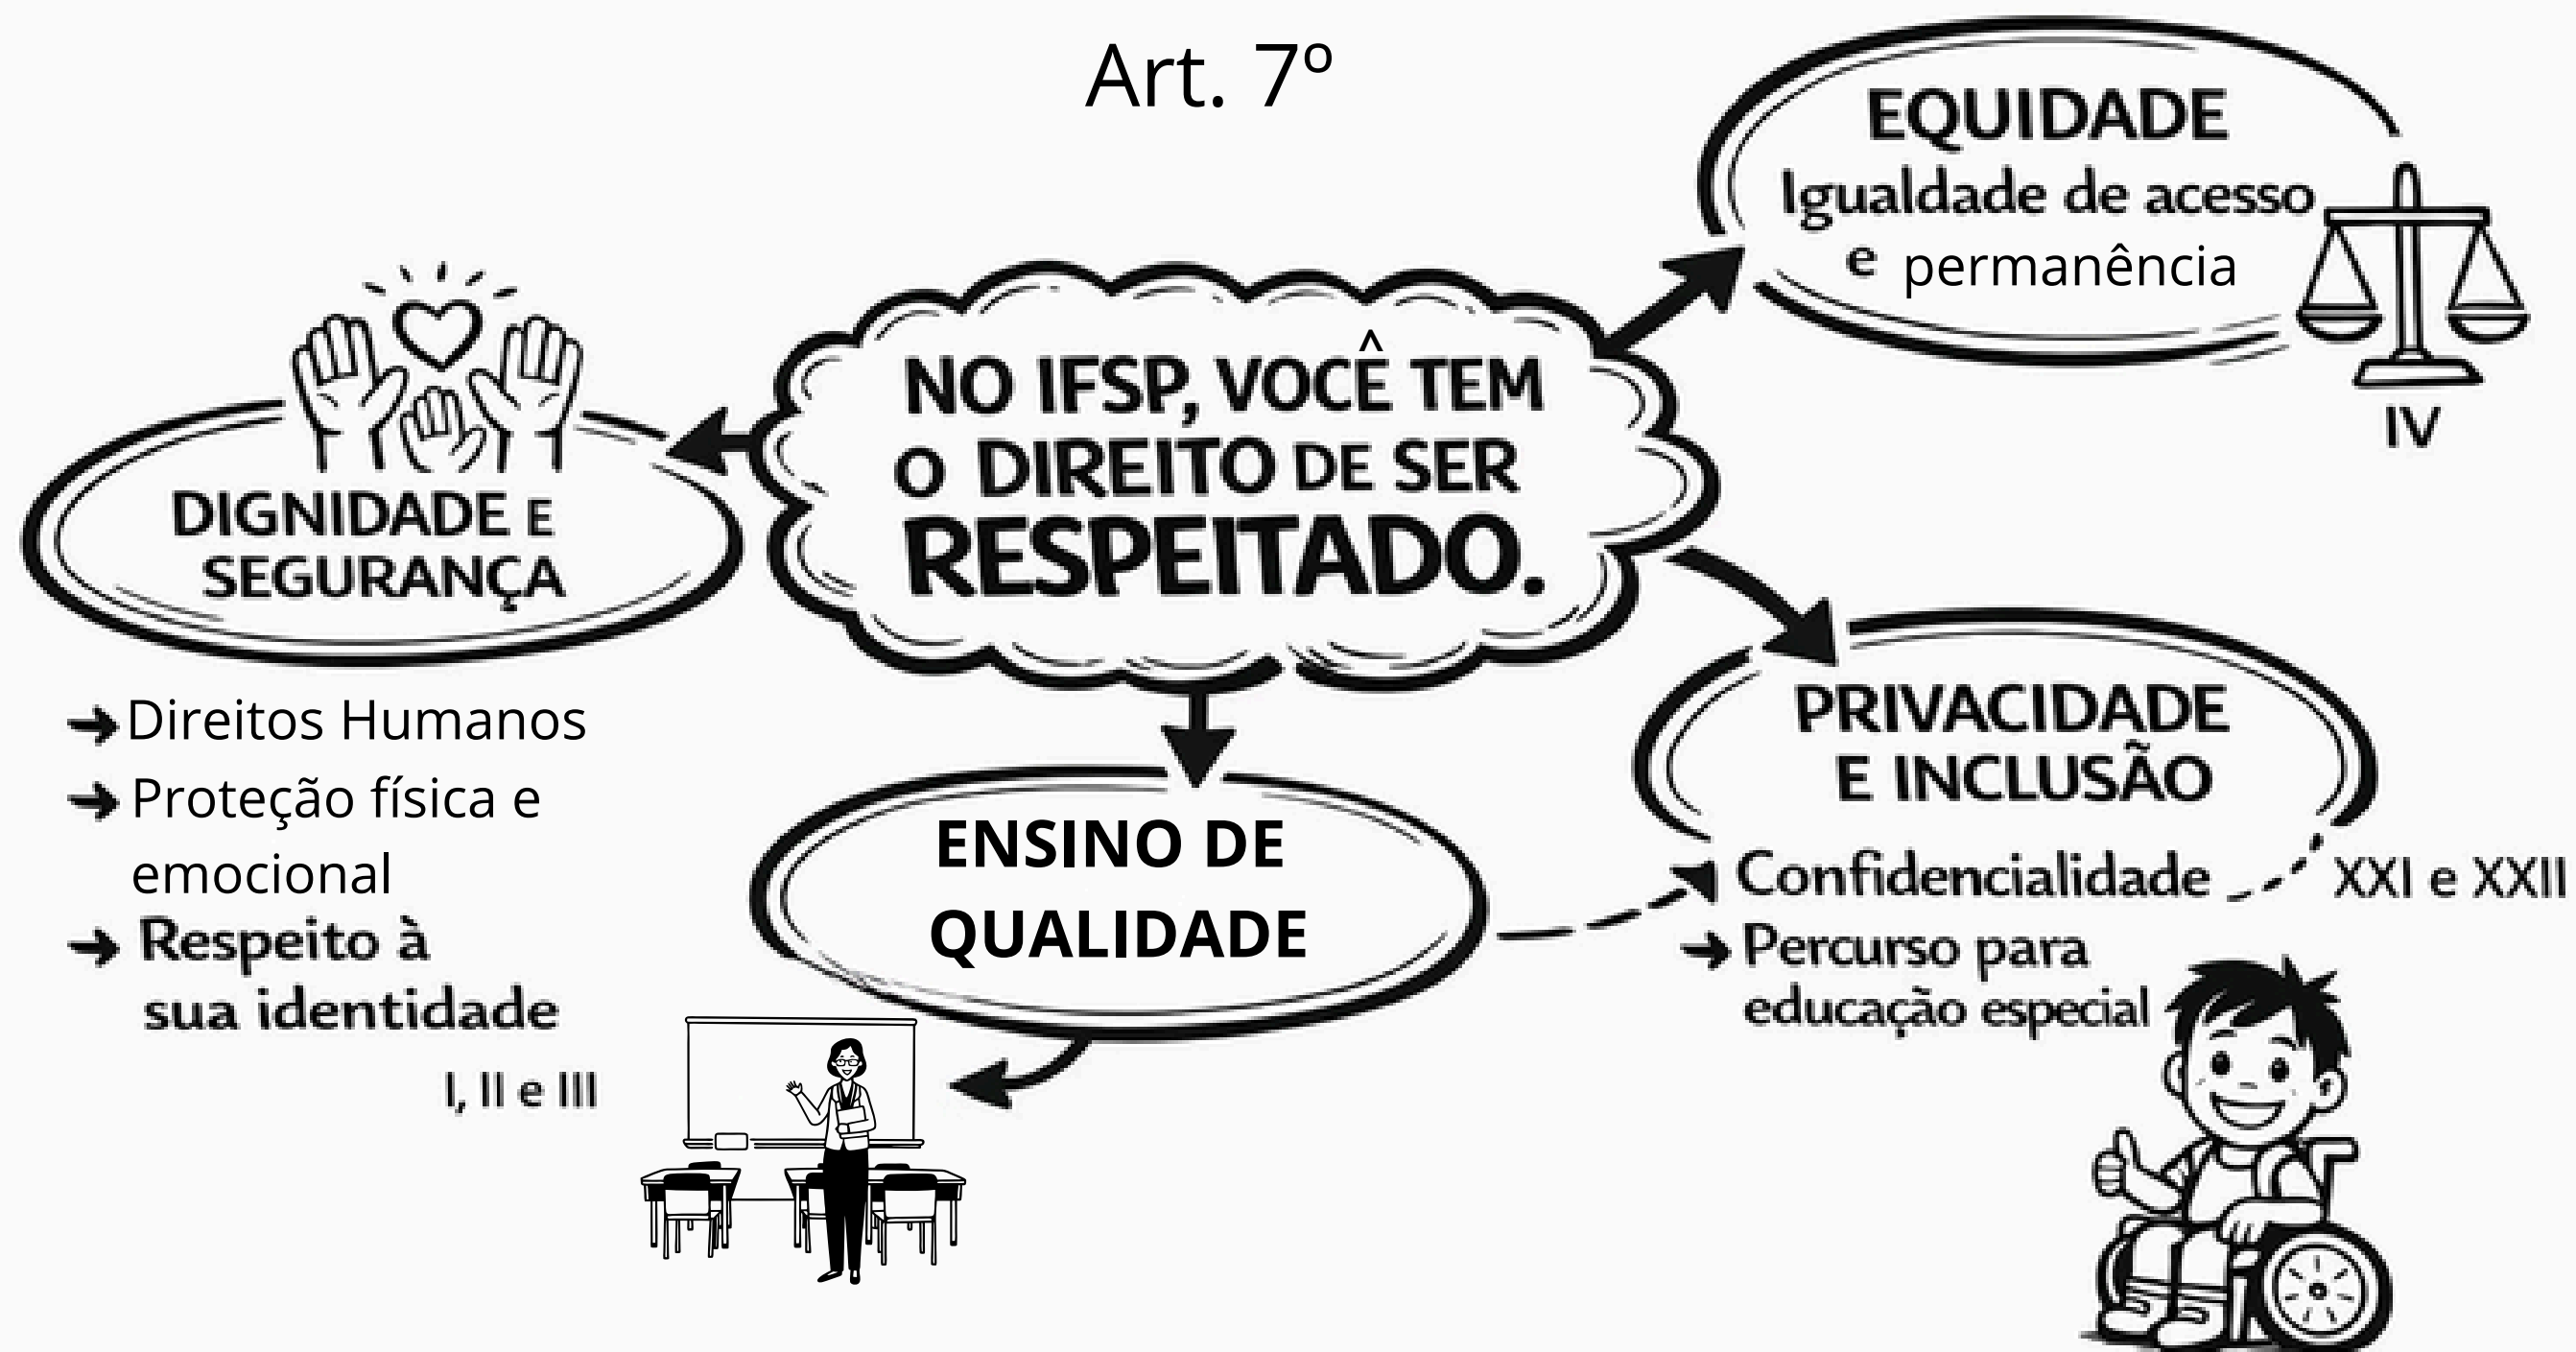 Art. 7º
EQUIDADE
Igualdade de acesso
e permanência
IV
NO IFSP, VOCÊ TEM
O DIREITO DE SER
RESPEITADO.
DIGNIDADE E
SEGURANÇA
Direitos Humanos
Proteção física e
emocional
Respeito à
sua identidade
I, II e III
ENSINO DE
QUALIDADE
PRIVACIDADE
E INCLUSÃO
Confidencialidade
XXI e XXII
Percurso para
educação especial